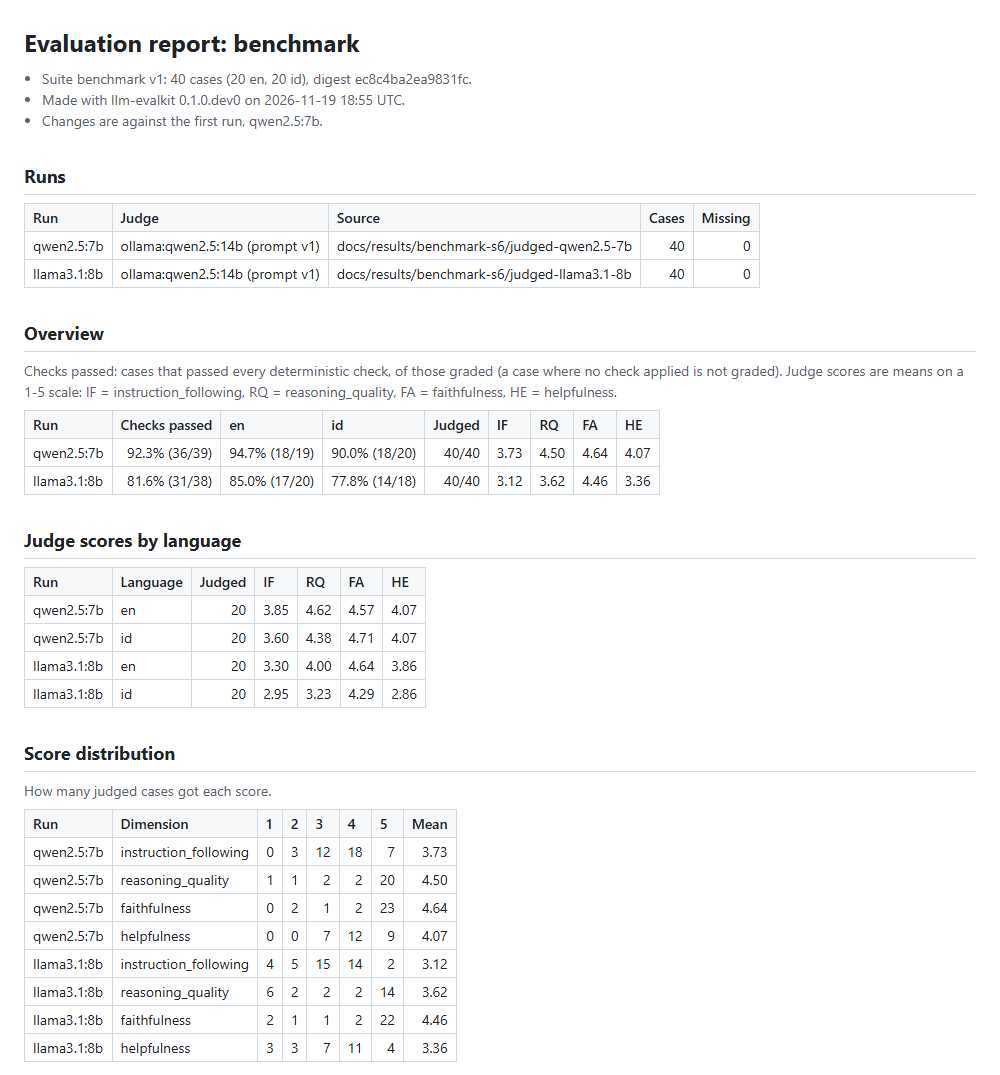 Evaluation report: benchmark
• Suite benchmark v1: 40 cases (20 en, 20 id), digest ec8c4ba2ea9831fc.
• Made with llm-evalkit 0.1.0.dev0 on 2026-11-19 18:55 UTC.
• Changes are against the first run, qwen2.5:7b.
Runs
Run Judge Source Cases Missing
qwen2.5:7b ollama:qwen2.5:14b (prompt v1) docs/results/benchmark-s6/judged-qwen2.5-7b 40 0
llama3.1:8b ollama:qwen2.5:14b (prompt v1) docs/results/benchmark-s6/judged-llama3.1-8b 40 0
Overview
Checks passed: cases that passed every deterministic check, of those graded (a case where no check applied is not graded). Judge scores are means on a
1-5 scale: IF = instruction_following, RQ = reasoning_quality, FA = faithfulness, HE = helpfulness.
Run Checks passed en id Judged IF RQ FA HE
qwen2.5:7b 92.3% (36/39) 94.7% (18/19) 90.0% (18/20) 40/40 3.73 4.50 4.64 4.07
llama3.1:8b 81.6% (31/38) 85.0% (17/20) 77.8% (14/18) 40/40 3.12 3.62 4.46 3.36
Judge scores by language
Run Language Judged IF RQ FA HE
qwen2.5:7b en 20 3.85 4.62 4.57 4.07
qwen2.5:7b id 20 3.60 4.38 4.71 4.07
llama3.1:8b en 20 3.30 4.00 4.64 3.86
llama3.1:8b id 20 2.95 3.23 4.29 2.86
Score distribution
How many judged cases got each score.
Run Dimension 1 2 3 4 5 Mean
qwen2.5:7b instruction_following 0 3 12 18 7 3.73
qwen2.5:7b reasoning_quality 1 1 2 2 20 4.50
qwen2.5:7b faithfulness 0 2 1 2 23 4.64
qwen2.5:7b helpfulness 0 0 7 12 9 4.07
llama3.1:8b instruction_following 4 5 15 14 2 3.12
llama3.1:8b reasoning_quality 6 2 2 2 14 3.62
llama3.1:8b faithfulness 2 1 1 2 22 4.46
llama3.1:8b helpfulness 3 3 7 11 4 3.36